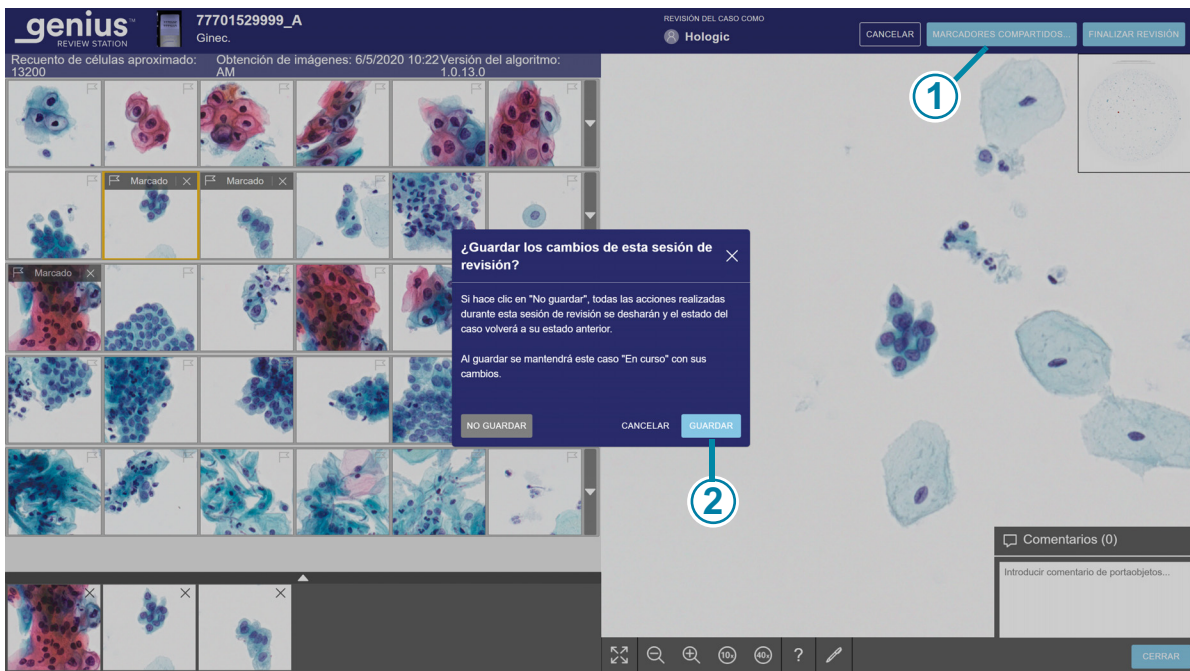 genius™
REVIEW STATION
77701529999_A
Ginec.
REVISIÓN DEL CASO COMO
Hologic
CANCELAR
MARCADORES COMPARTIDOS...
FINALIZAR REVISIÓN
Recuento de células aproximado:
13200
Obtención de imágenes: 6/5/2020 10:22
AM
Versión del algoritmo:
1.0.13.0
1
Marcado
Marcado
Marcado
¿Guardar los cambios de esta sesión de
revisión?
Si hace clic en "No guardar", todas las acciones realizadas
durante esta sesión de revisión se desharán y el estado del
caso volverá a su estado anterior.
Al guardar se mantendrá este caso "En curso" con sus
cambios.
NO GUARDAR
CANCELAR
GUARDAR
2
Comentarios (0)
Introducir comentario de portaobjetos...
10x
40x
?
CERRAR